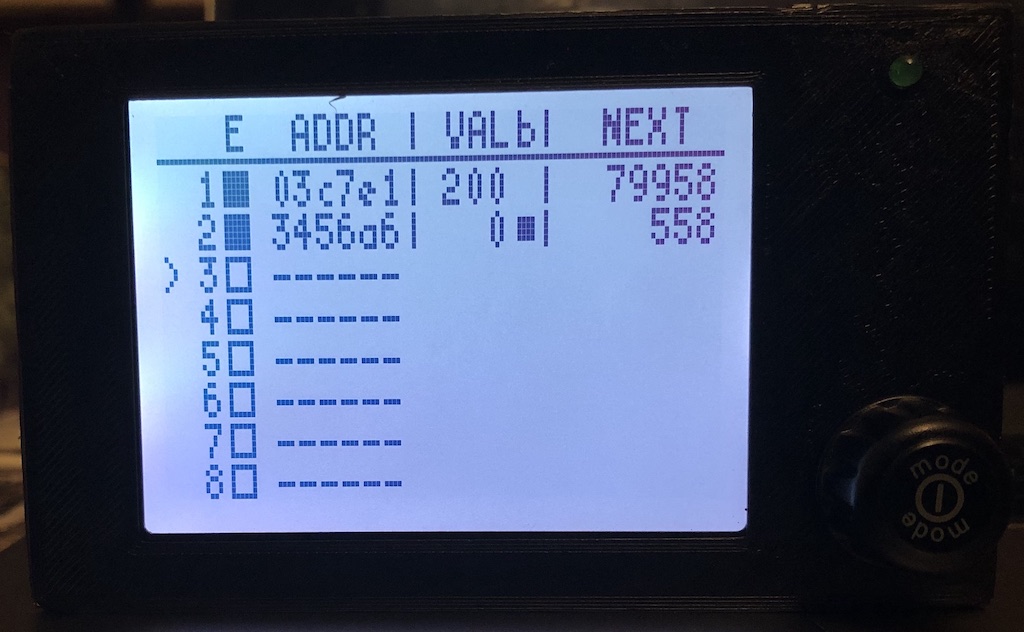 E ADDR | VALb| NEXT
1■ 03c7e1| 200 | 79958
2■ 3456a6| 0■| 558
> 3□ ------
4□ ------
5□ ------
6□ ------
7□ ------
8□ ------
mode
mode